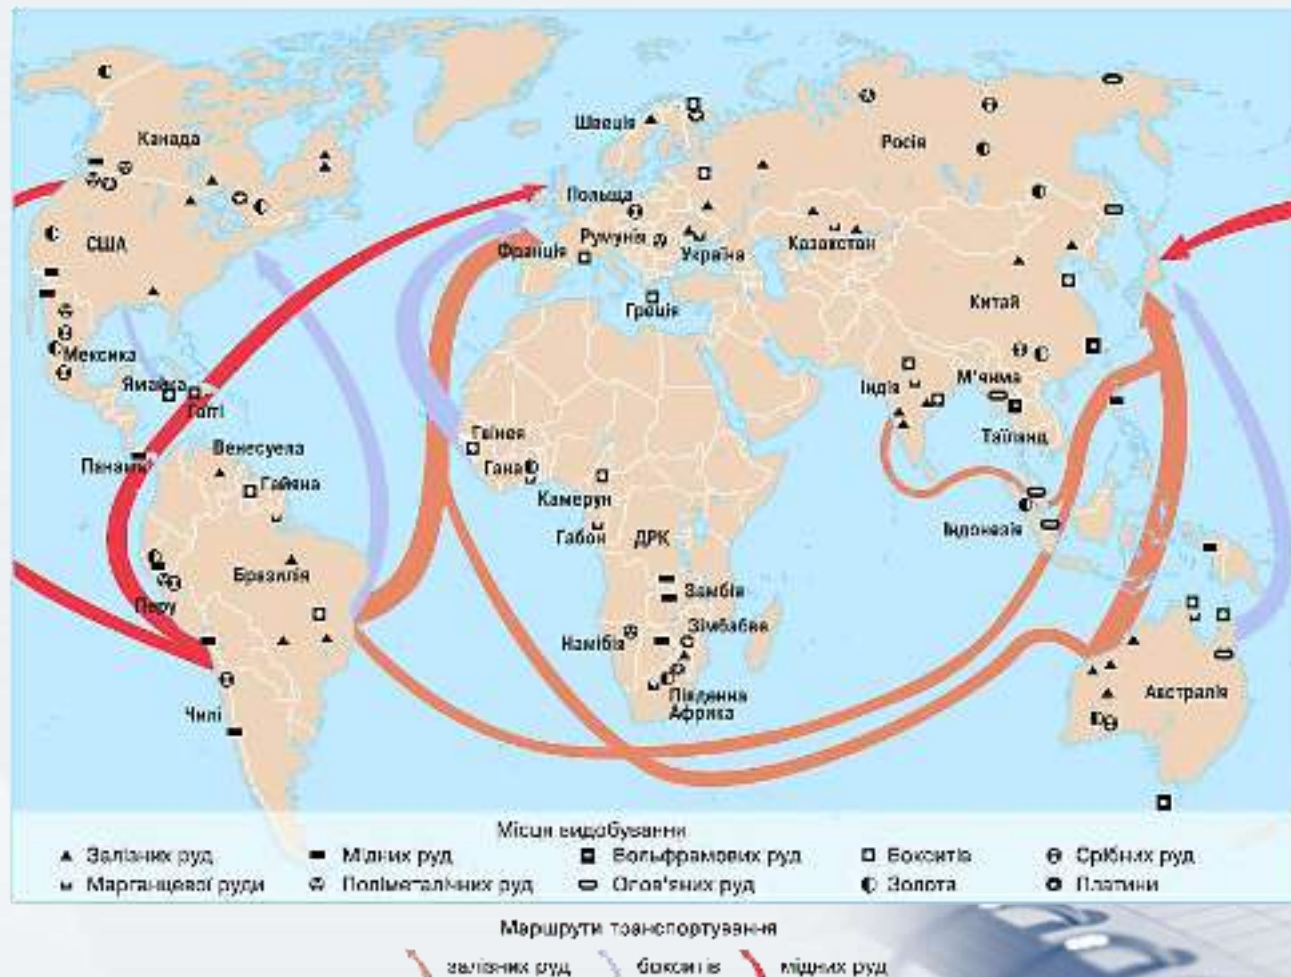 Канада
Швеція
Росія
Польща
США
Румунія
Казахстан
Франція
Україна
Греція
Китай
Мексика
Ямайка
Гаїті
Індія
М'янма
Таїланд
Венесуела
Гвінея
Панама
Гана
Гайяна
Камерун
Габон
ДРК
Індонезія
Бразилія
Замбія
Перу
Зімбабве
Намібія
Південна
Африка
Австралія
Чилі
Місця видобування
Залізних руд
Мідних руд
Вольфрамових руд
Бокситів
Срібних руд
Марганцевої руди
Поліметалічних руд
Олов'яних руд
Золота
Платини
Маршрути транспортування
залізних руд
бокситів
мідних руд